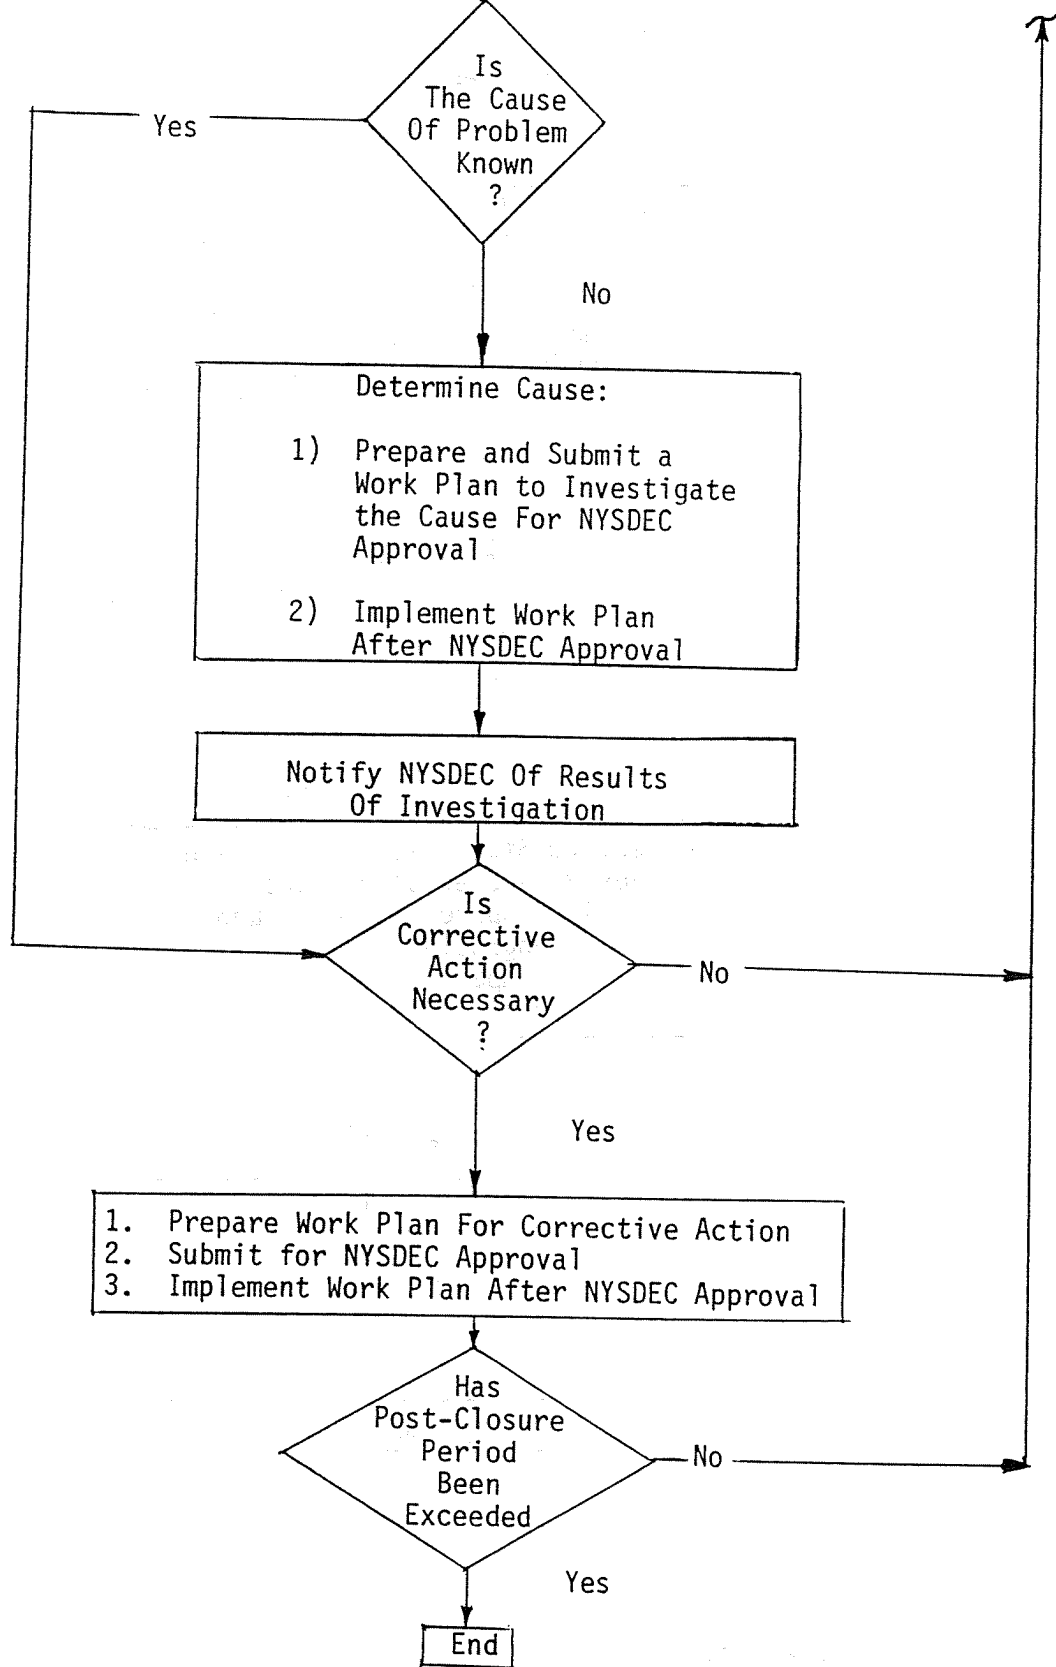 Is
The Cause
Of Problem
Known
?
Yes
No
Determine Cause:
1) Prepare and Submit a
Work Plan to Investigate
the Cause For NYSDEC
Approval
2) Implement Work Plan
After NYSDEC Approval
Notify NYSDEC Of Results
Of Investigation
Is
Corrective
Action
Necessary
?
No
Yes
1. Prepare Work Plan For Corrective Action
2. Submit for NYSDEC Approval
3. Implement Work Plan After NYSDEC Approval
Has
Post-Closure
Period
Been
Exceeded
No
Yes
End